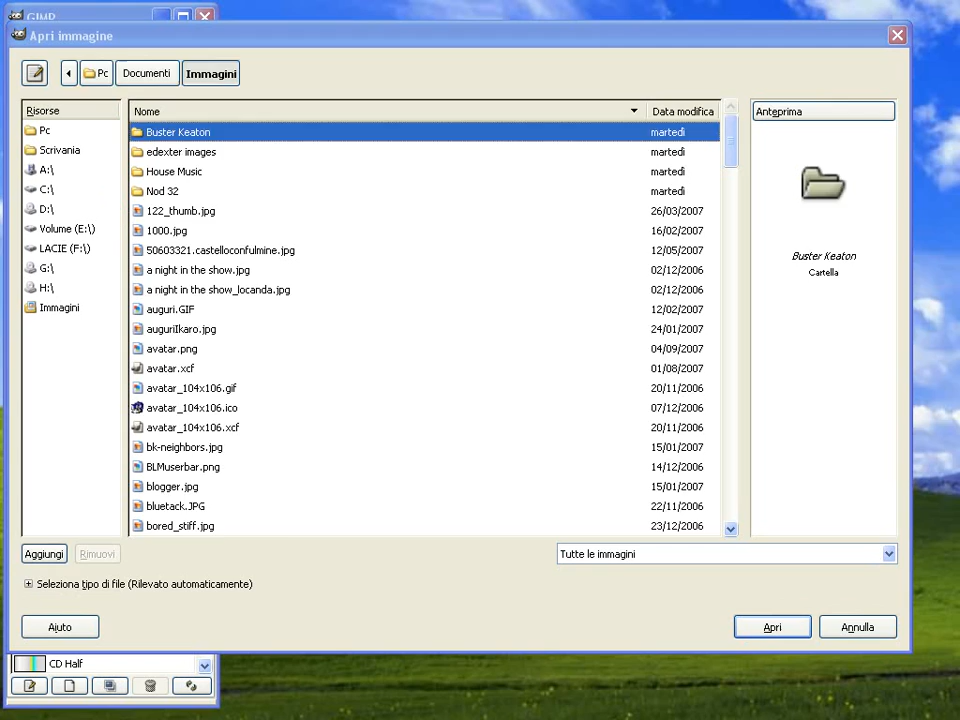 GIMP
Apri immagine
Pc Documenti Immagini
Risorse
Pc
Scrivania
A:\
C:\
D:\
Volume (E:\)
LACIE (F:\)
G:\
H:\
Immagini
Nome Data modifica
Buster Keaton martedì
edexter images martedì
House Music martedì
Nod 32 martedì
122_thumb.jpg 26/03/2007
1000.jpg 16/02/2007
50603321.castelloconfulmine.jpg 12/05/2007
a night in the show.jpg 02/12/2006
a night in the show_locanda.jpg 02/12/2006
auguri.GIF 12/02/2007
auguriIkaro.jpg 24/01/2007
avatar.png 04/09/2007
avatar.xcf 01/08/2007
avatar_104x106.gif 20/11/2006
avatar_104x106.ico 07/12/2006
avatar_104x106.xcf 20/11/2006
bk-neighbors.jpg 15/01/2007
BLMuserbar.png 14/12/2006
blogger.jpg 15/01/2007
bluetack.JPG 22/11/2006
bored_stiff.jpg 23/12/2006
Anteprima
Buster Keaton
Cartella
Aggiungi Rimuovi
Tutte le immagini
Seleziona tipo di file (Rilevato automaticamente)
Aiuto Apri Annulla
CD Half